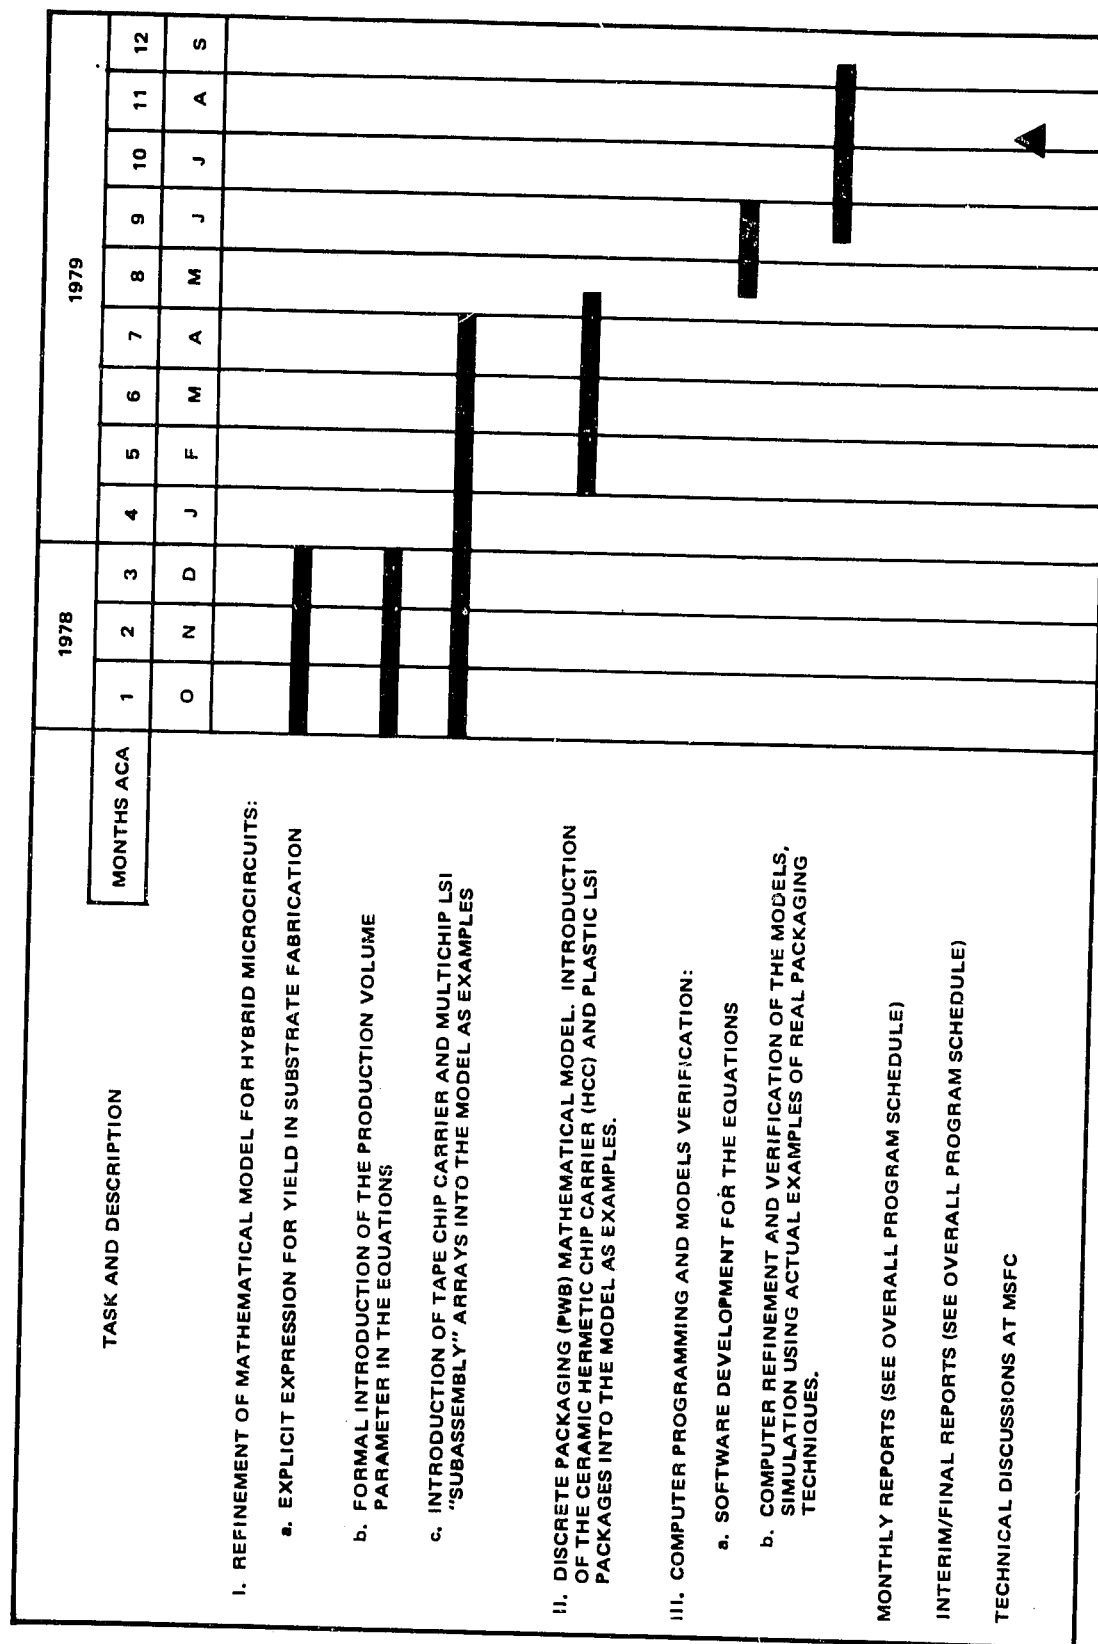 TASK AND DESCRIPTION
1978
1979
MONTHS ACA
1 2 3 4 5 6 7 8 9 10 11 12
O N D J F M A M J J A S
I. REFINEMENT OF MATHEMATICAL MODEL FOR HYBRID MICROCIRCUITS:
a. EXPLICIT EXPRESSION FOR YIELD IN SUBSTRATE FABRICATION
b. FORMAL INTRODUCTION OF THE PRODUCTION VOLUME
PARAMETER IN THE EQUATIONS
c. INTRODUCTION OF TAPE CHIP CARRIER AND MULTICHIP LSI
"SUBASSEMBLY" ARRAYS INTO THE MODEL AS EXAMPLES
II. DISCRETE PACKAGING (PWB) MATHEMATICAL MODEL. INTRODUCTION
OF THE CERAMIC HERMETIC CHIP CARRIER (HCC) AND PLASTIC LSI
PACKAGES INTO THE MODEL AS EXAMPLES.
III. COMPUTER PROGRAMMING AND MODELS VERIFICATION:
a. SOFTWARE DEVELOPMENT FOR THE EQUATIONS
b. COMPUTER REFINEMENT AND VERIFICATION OF THE MODELS,
SIMULATION USING ACTUAL EXAMPLES OF REAL PACKAGING
TECHNIQUES.
MONTHLY REPORTS (SEE OVERALL PROGRAM SCHEDULE)
INTERIM/FINAL REPORTS (SEE OVERALL PROGRAM SCHEDULE)
TECHNICAL DISCUSSIONS AT MSFC